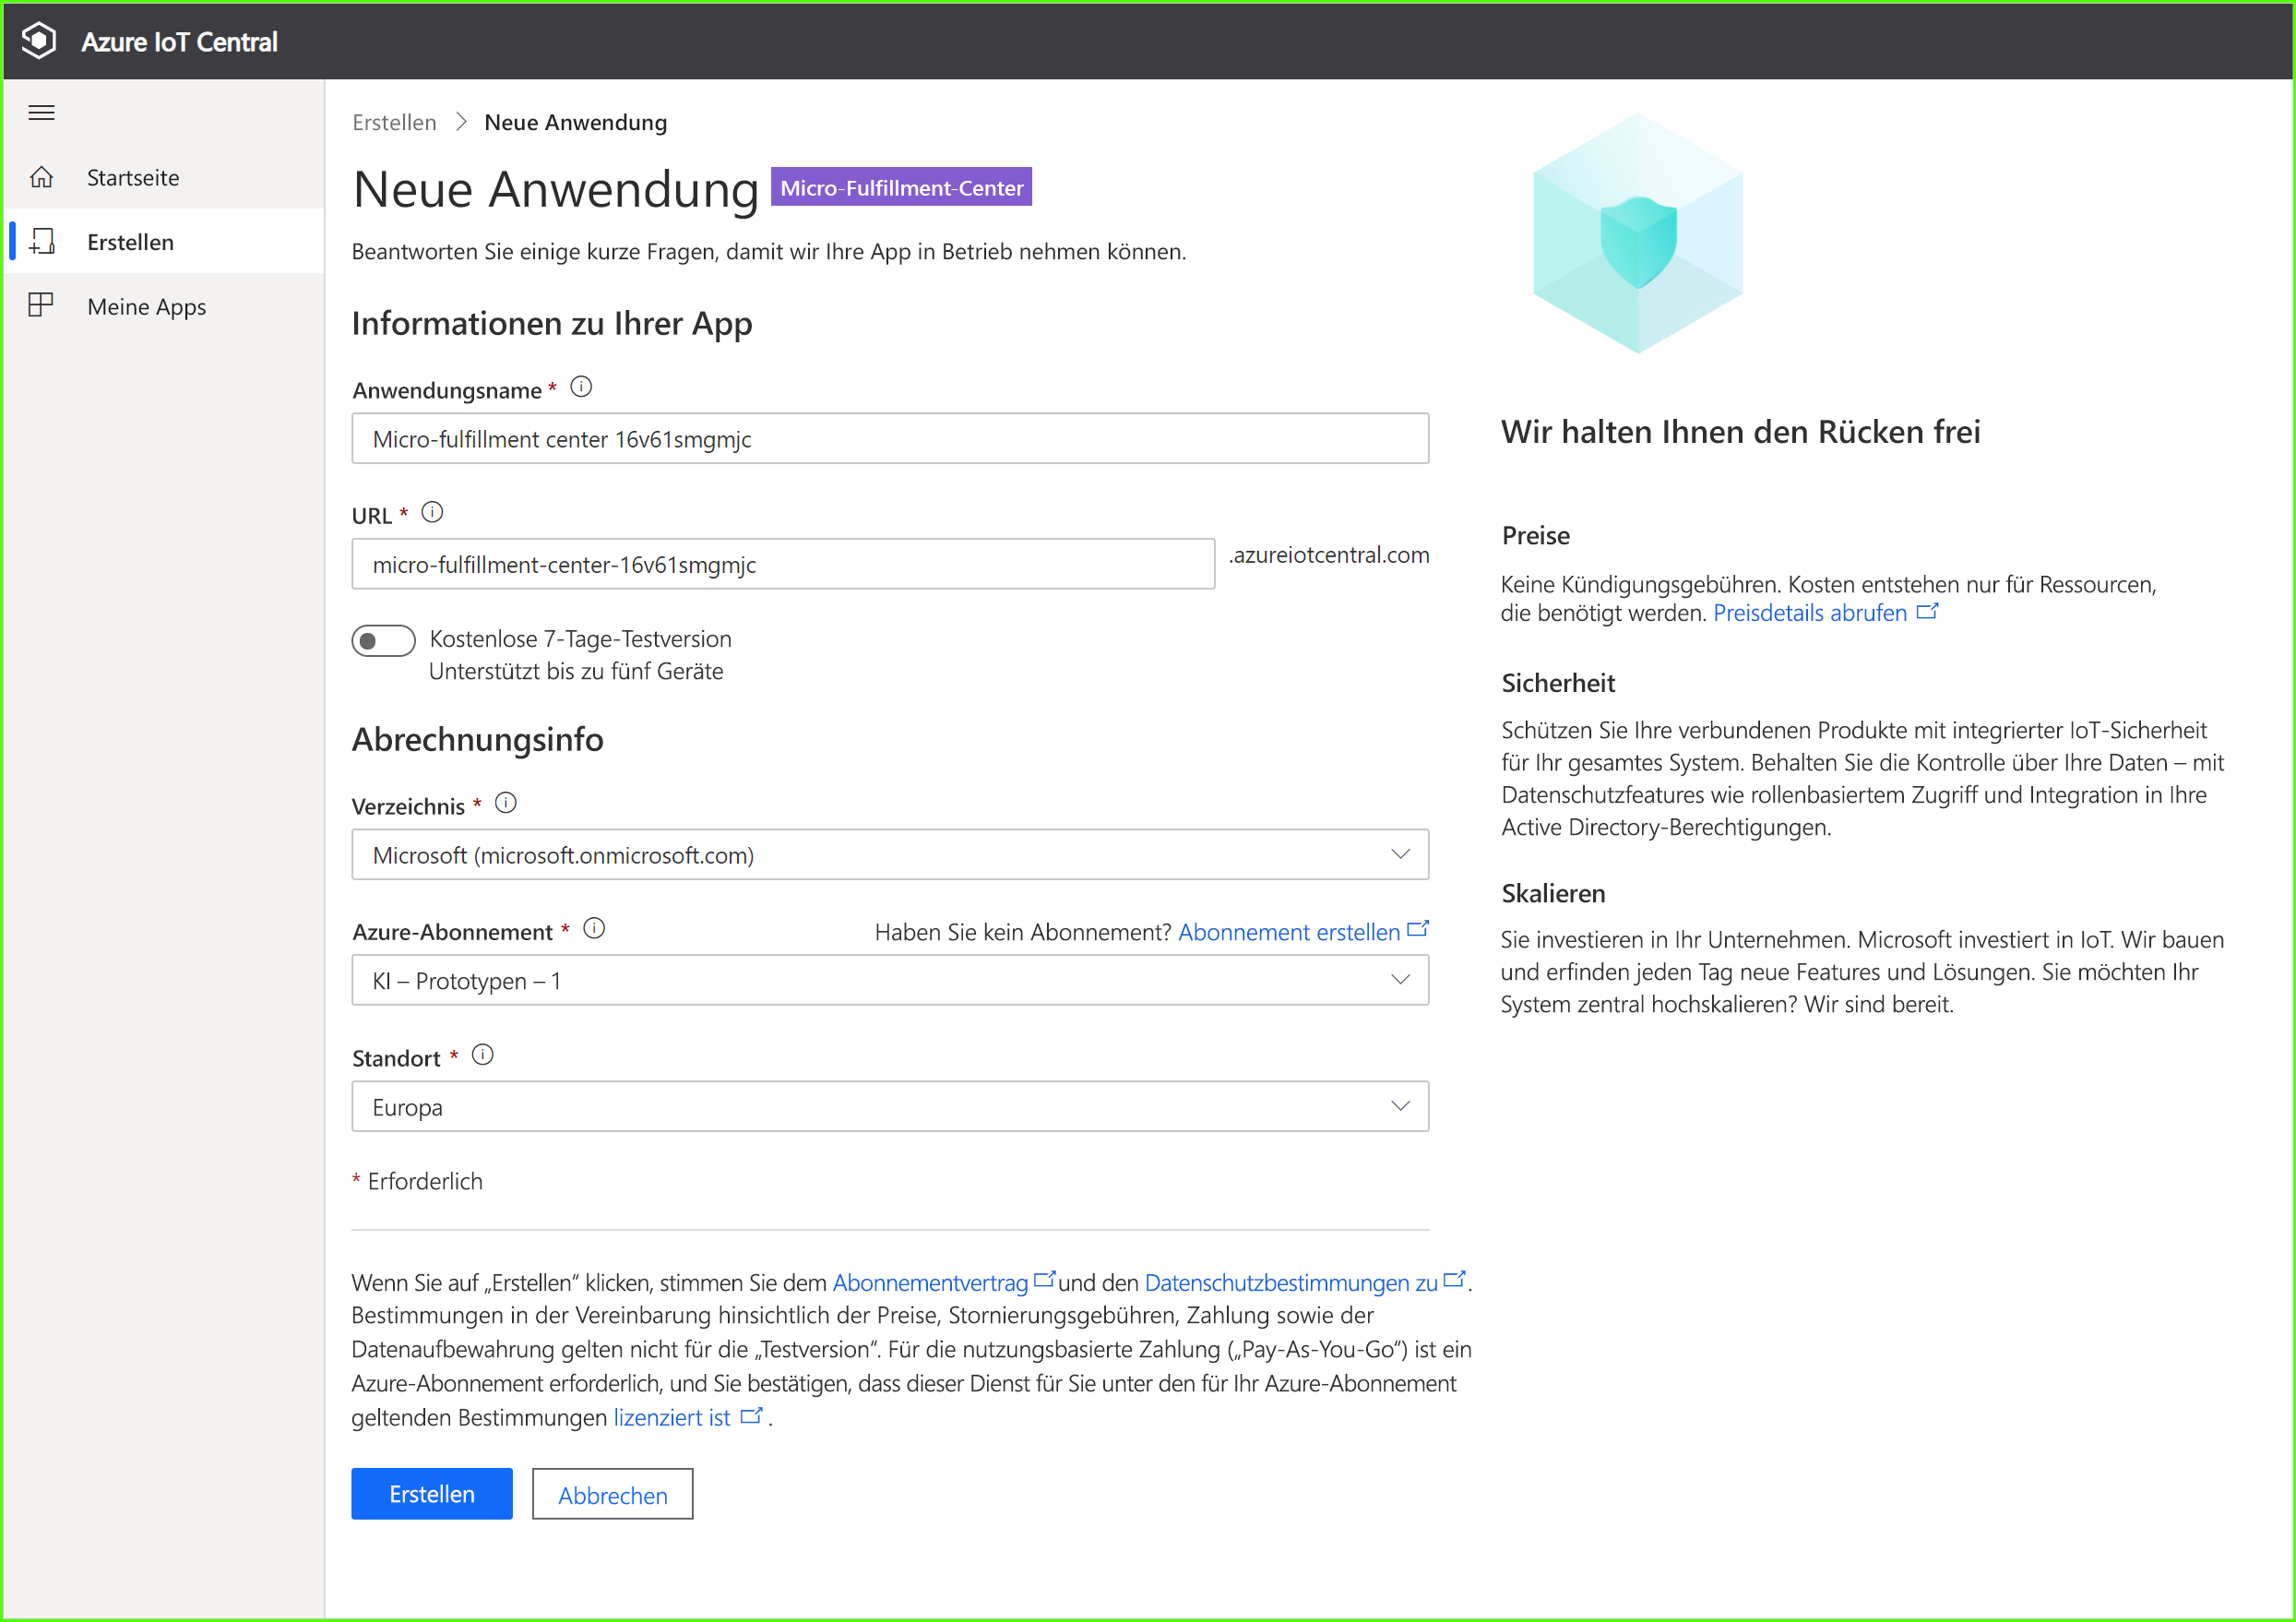 Azure IoT Central
Startseite
Erstellen
Meine Apps
Erstellen > Neue Anwendung
Neue Anwendung Micro-Fulfillment-Center
Beantworten Sie einige kurze Fragen, damit wir Ihre App in Betrieb nehmen können.
Informationen zu Ihrer App
Anwendungsname *
Micro-fulfillment center 16v61smgmjc
URL *
micro-fulfillment-center-16v61smgmjc .azureiotcentral.com
Kostenlose 7-Tage-Testversion
Unterstützt bis zu fünf Geräte
Abrechnungsinfo
Verzeichnis *
Microsoft (microsoft.onmicrosoft.com)
Azure-Abonnement * Haben Sie kein Abonnement? Abonnement erstellen
KI – Prototypen – 1
Standort *
Europa
* Erforderlich
Wenn Sie auf „Erstellen“ klicken, stimmen Sie dem Abonnementvertrag und den Datenschutzbestimmungen zu .
Bestimmungen in der Vereinbarung hinsichtlich der Preise, Stornierungsgebühren, Zahlung sowie der
Datenaufbewahrung gelten nicht für die „Testversion“. Für die nutzungsbasierte Zahlung („Pay-As-You-Go“) ist ein
Azure-Abonnement erforderlich, und Sie bestätigen, dass dieser Dienst für Sie unter den für Ihr Azure-Abonnement
geltenden Bestimmungen lizenziert ist .
Erstellen
Abbrechen
Wir halten Ihnen den Rücken frei
Preise
Keine Kündigungsgebühren. Kosten entstehen nur für Ressourcen,
die benötigt werden. Preisdetails abrufen
Sicherheit
Schützen Sie Ihre verbundenen Produkte mit integrierter IoT-Sicherheit
für Ihr gesamtes System. Behalten Sie die Kontrolle über Ihre Daten – mit
Datenschutzfeatures wie rollenbasiertem Zugriff und Integration in Ihre
Active Directory-Berechtigungen.
Skalieren
Sie investieren in Ihr Unternehmen. Microsoft investiert in IoT. Wir bauen
und erfinden jeden Tag neue Features und Lösungen. Sie möchten Ihr
System zentral hochskalieren? Wir sind bereit.